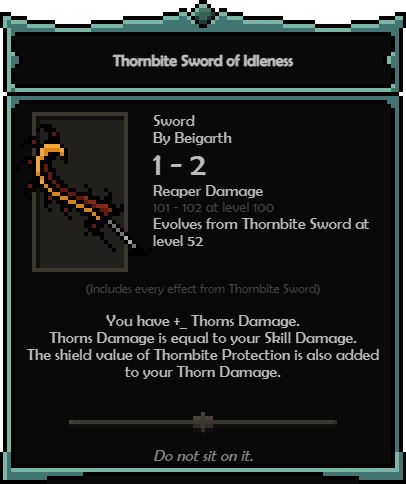 Thornbite Sword of Idleness
Sword
By Beigarth
1 - 2
Reaper Damage
101 - 102 at level 100
Evolves from Thornbite Sword at
level 52
(Includes every effect from Thornbite Sword)
You have +_ Thorns Damage.
Thorns Damage is equal to your Skill Damage.
The shield value of Thornbite Protection is also added
to your Thorn Damage.
Do not sit on it.